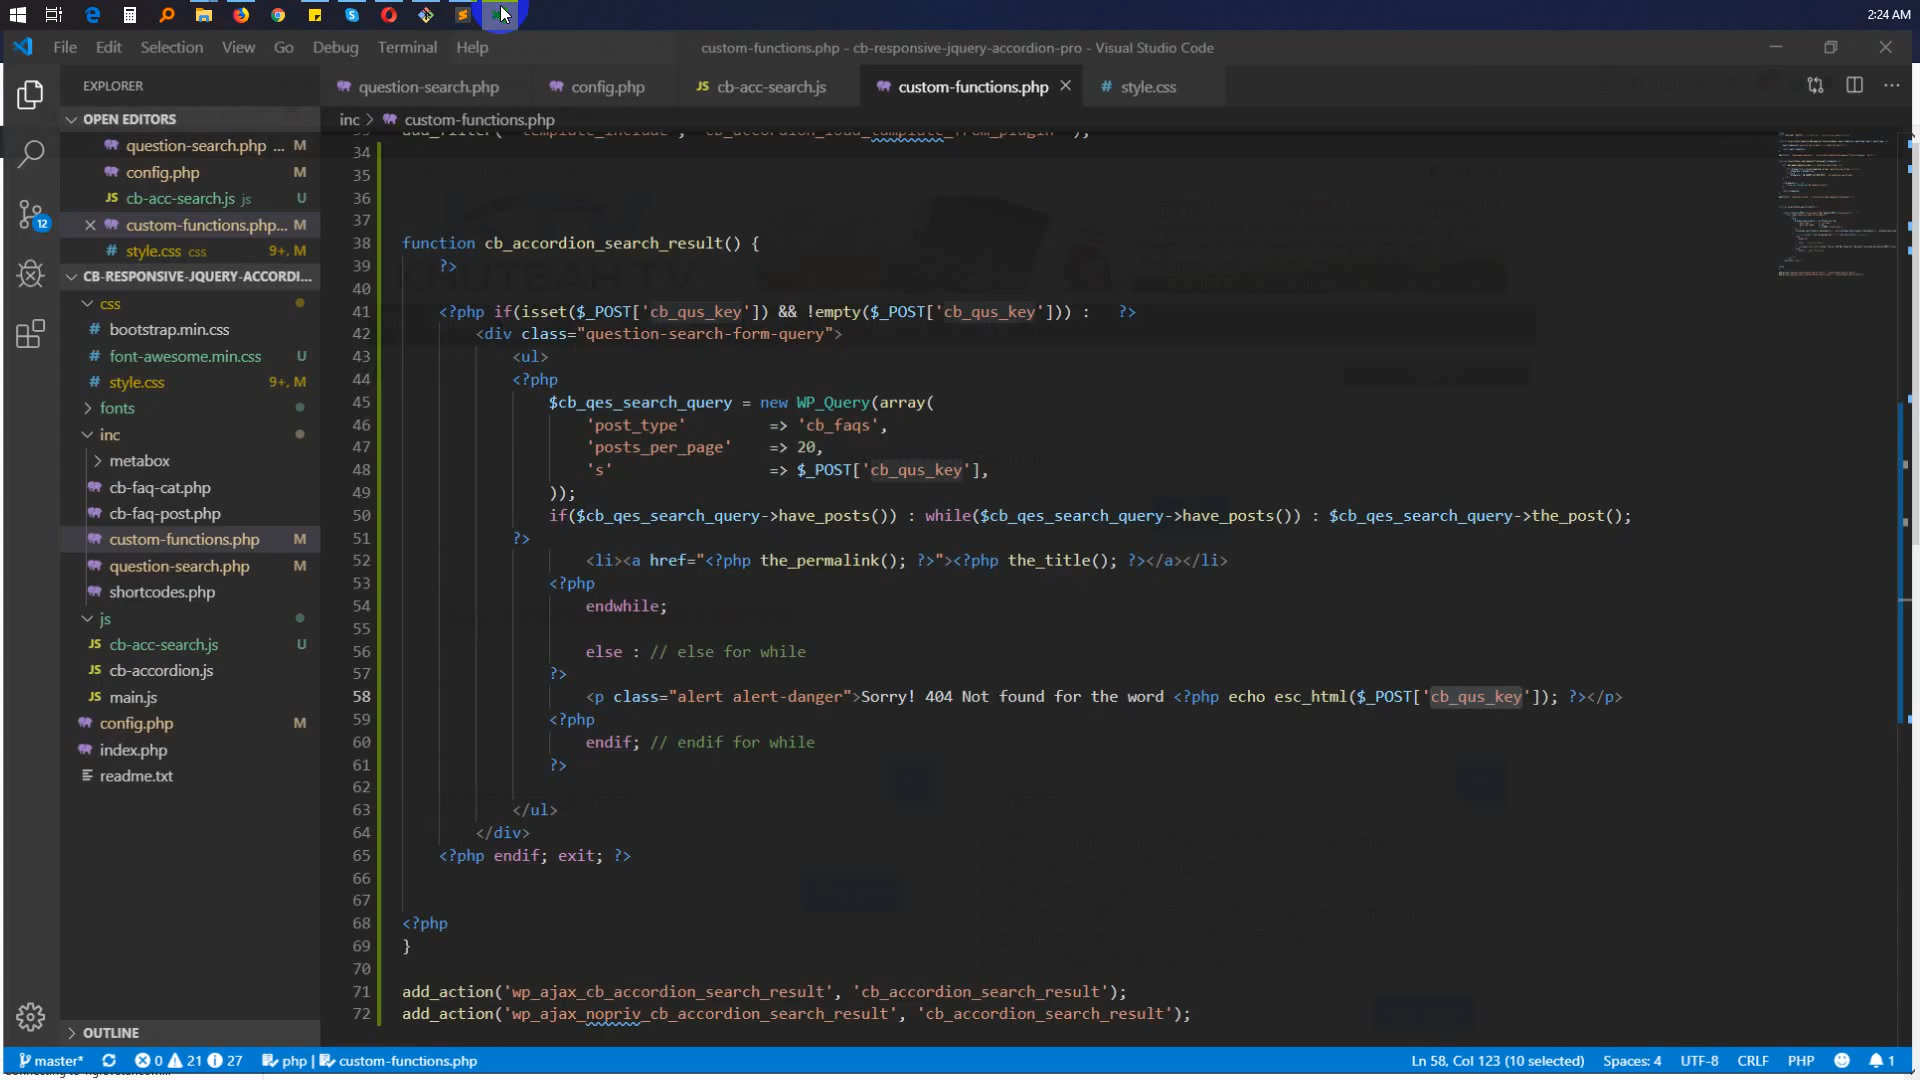 2:24 AM
File Edit Selection View Go Debug Terminal Help
custom-functions.php - cb-responsive-jquery-accordion-pro - Visual Studio Code
EXPLORER
question-search.php
config.php
JS cb-acc-search.js
custom-functions.php
# style.css
OPEN EDITORS
inc > custom-functions.php
question-search.php ... M
config.php M
JS cb-acc-search.js js U
custom-functions.php... M
# style.css css 9+, M
CB-RESPONSIVE-JQUERY-ACCORDI...
css
# bootstrap.min.css
# font-awesome.min.css U
# style.css 9+, M
fonts
inc
metabox
cb-faq-cat.php
cb-faq-post.php
custom-functions.php M
question-search.php M
shortcodes.php
js
JS cb-acc-search.js U
JS cb-accordion.js
JS main.js
config.php M
index.php
readme.txt
OUTLINE
12
33 add_filter( 'template_include', 'cb_accordion_load_template_from_plugin' );
34
35
36
37
38 function cb_accordion_search_result() {
39 ?>
40
41 <?php if(isset($_POST['cb_qus_key']) && !empty($_POST['cb_qus_key'])) : ?>
42 <div class="question-search-form-query">
43 <ul>
44 <?php
45 $cb_qes_search_query = new WP_Query(array(
46 'post_type' => 'cb_faqs',
47 'posts_per_page' => 20,
48 's' => $_POST['cb_qus_key'],
49 ));
50 if($cb_qes_search_query->have_posts()) : while($cb_qes_search_query->have_posts()) : $cb_qes_search_query->the_post();
51 ?>
52 <li><a href="<?php the_permalink(); ?>"><?php the_title(); ?></a></li>
53 <?php
54 endwhile;
55
56 else : // else for while
57 ?>
58 <p class="alert alert-danger">Sorry! 404 Not found for the word <?php echo esc_html($_POST['cb_qus_key']); ?></p>
59 <?php
60 endif; // endif for while
61 ?>
62
63 </ul>
64 </div>
65 <?php endif; exit; ?>
66
67
68 <?php
69 }
70
71 add_action('wp_ajax_cb_accordion_search_result', 'cb_accordion_search_result');
72 add_action('wp_ajax_nopriv_cb_accordion_search_result', 'cb_accordion_search_result');
KHUTBAH TV
master* 0 21 27 php | custom-functions.php
Ln 58, Col 123 (10 selected) Spaces: 4 UTF-8 CRLF PHP 1